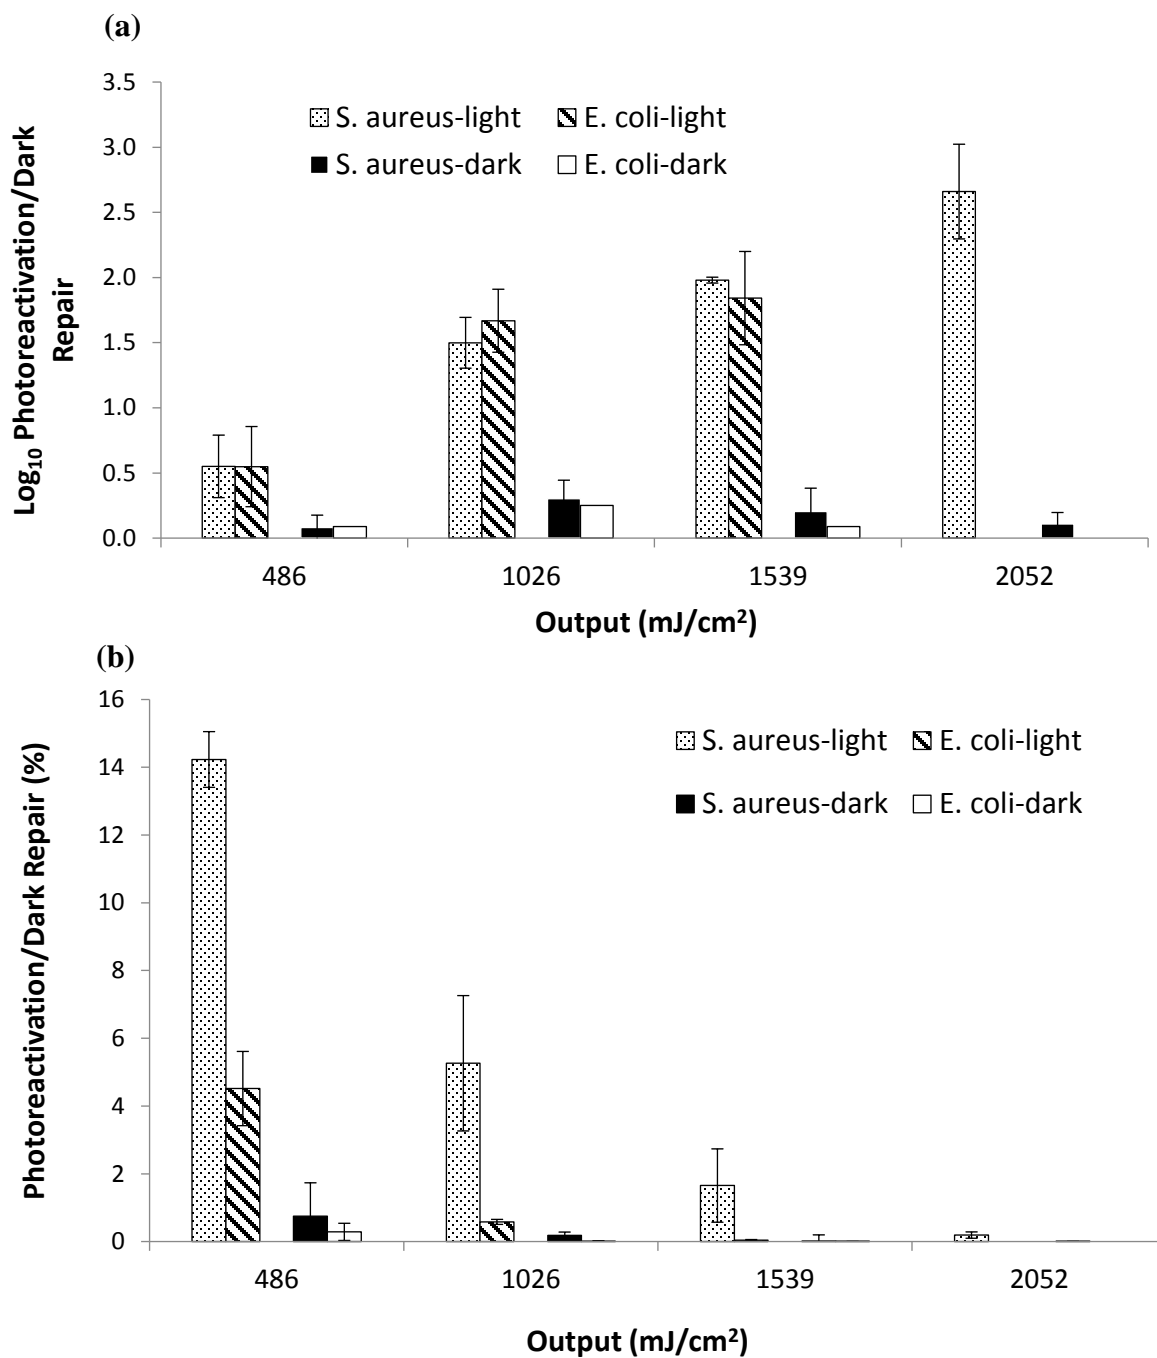 (a)
Log₁₀ Photoreactivation/Dark
Repair
3.5
3.0
2.5
2.0
1.5
1.0
0.5
0.0
S. aureus-light
E. coli-light
S. aureus-dark
E. coli-dark
486
1026
1539
2052
Output (mJ/cm²)
(b)
Photoreactivation/Dark Repair (%)
16
14
12
10
8
6
4
2
0
S. aureus-light
E. coli-light
S. aureus-dark
E. coli-dark
486
1026
1539
2052
Output (mJ/cm²)